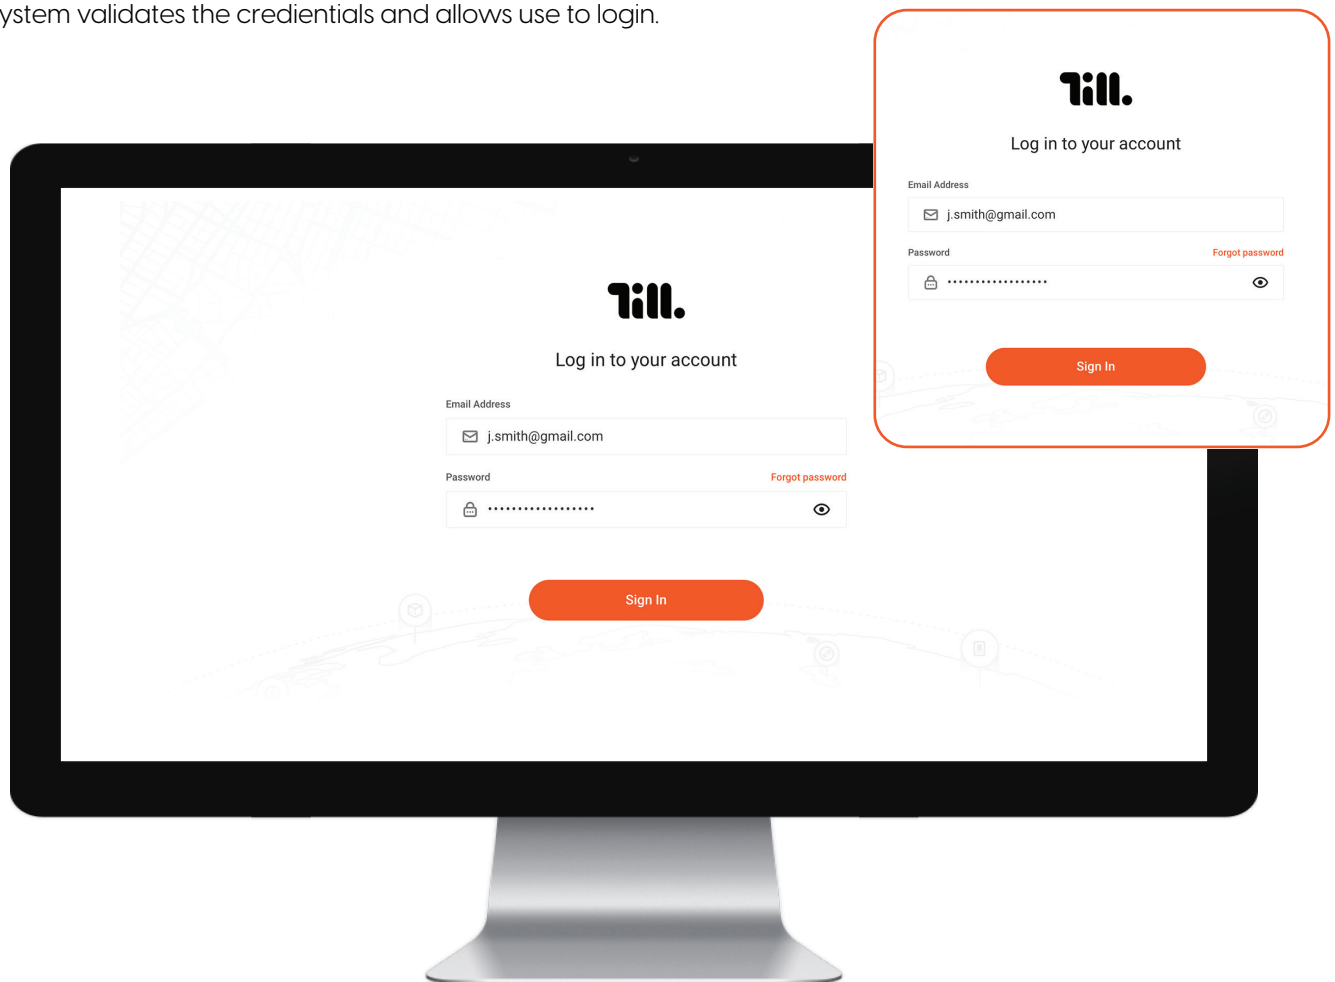 ystem validates the credientials and allows use to login.
Till.
Log in to your account
Email Address
j.smith@gmail.com
Password Forgot password
Sign In
Till.
Log in to your account
Email Address
j.smith@gmail.com
Password Forgot password
Sign In